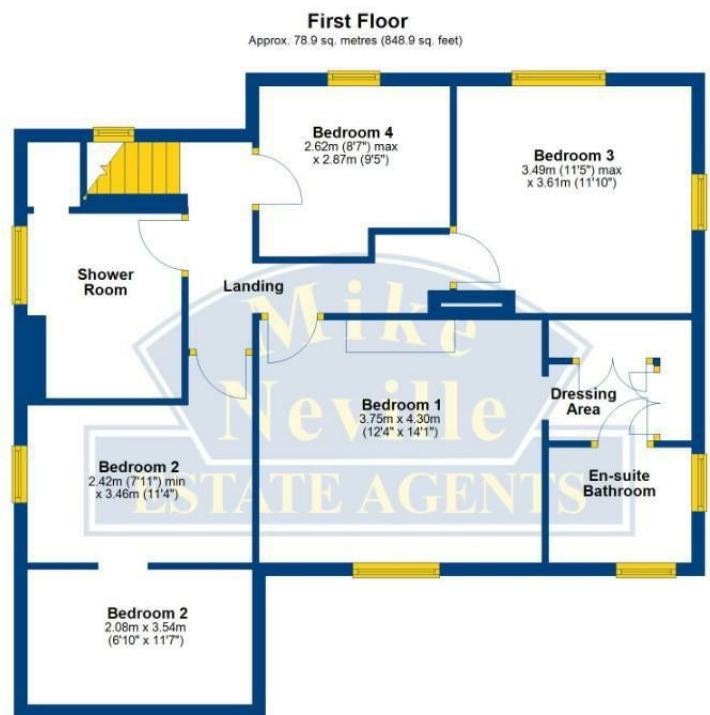 First Floor
Approx. 78.9 sq. metres (848.9 sq. feet)
Bedroom 4
2.62m (8'7") max
x 2.87m (9'5")
Bedroom 3
3.49m (11'5") max
x 3.61m (11'10")
Shower
Room
Landing
Mike
Neville
ESTATE AGENTS
Bedroom 1
3.75m x 4.30m
(12'4" x 14'1")
Dressing
Area
Bedroom 2
2.42m (7'11") min
x 3.46m (11'4")
En-suite
Bathroom
Bedroom 2
2.08m x 3.54m
(6'10" x 11'7")